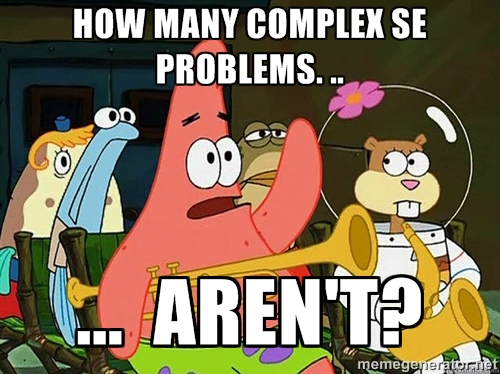 HOW MANY COMPLEX SE
PROBLEMS. ..
... AREN'T?
memegenerator.net